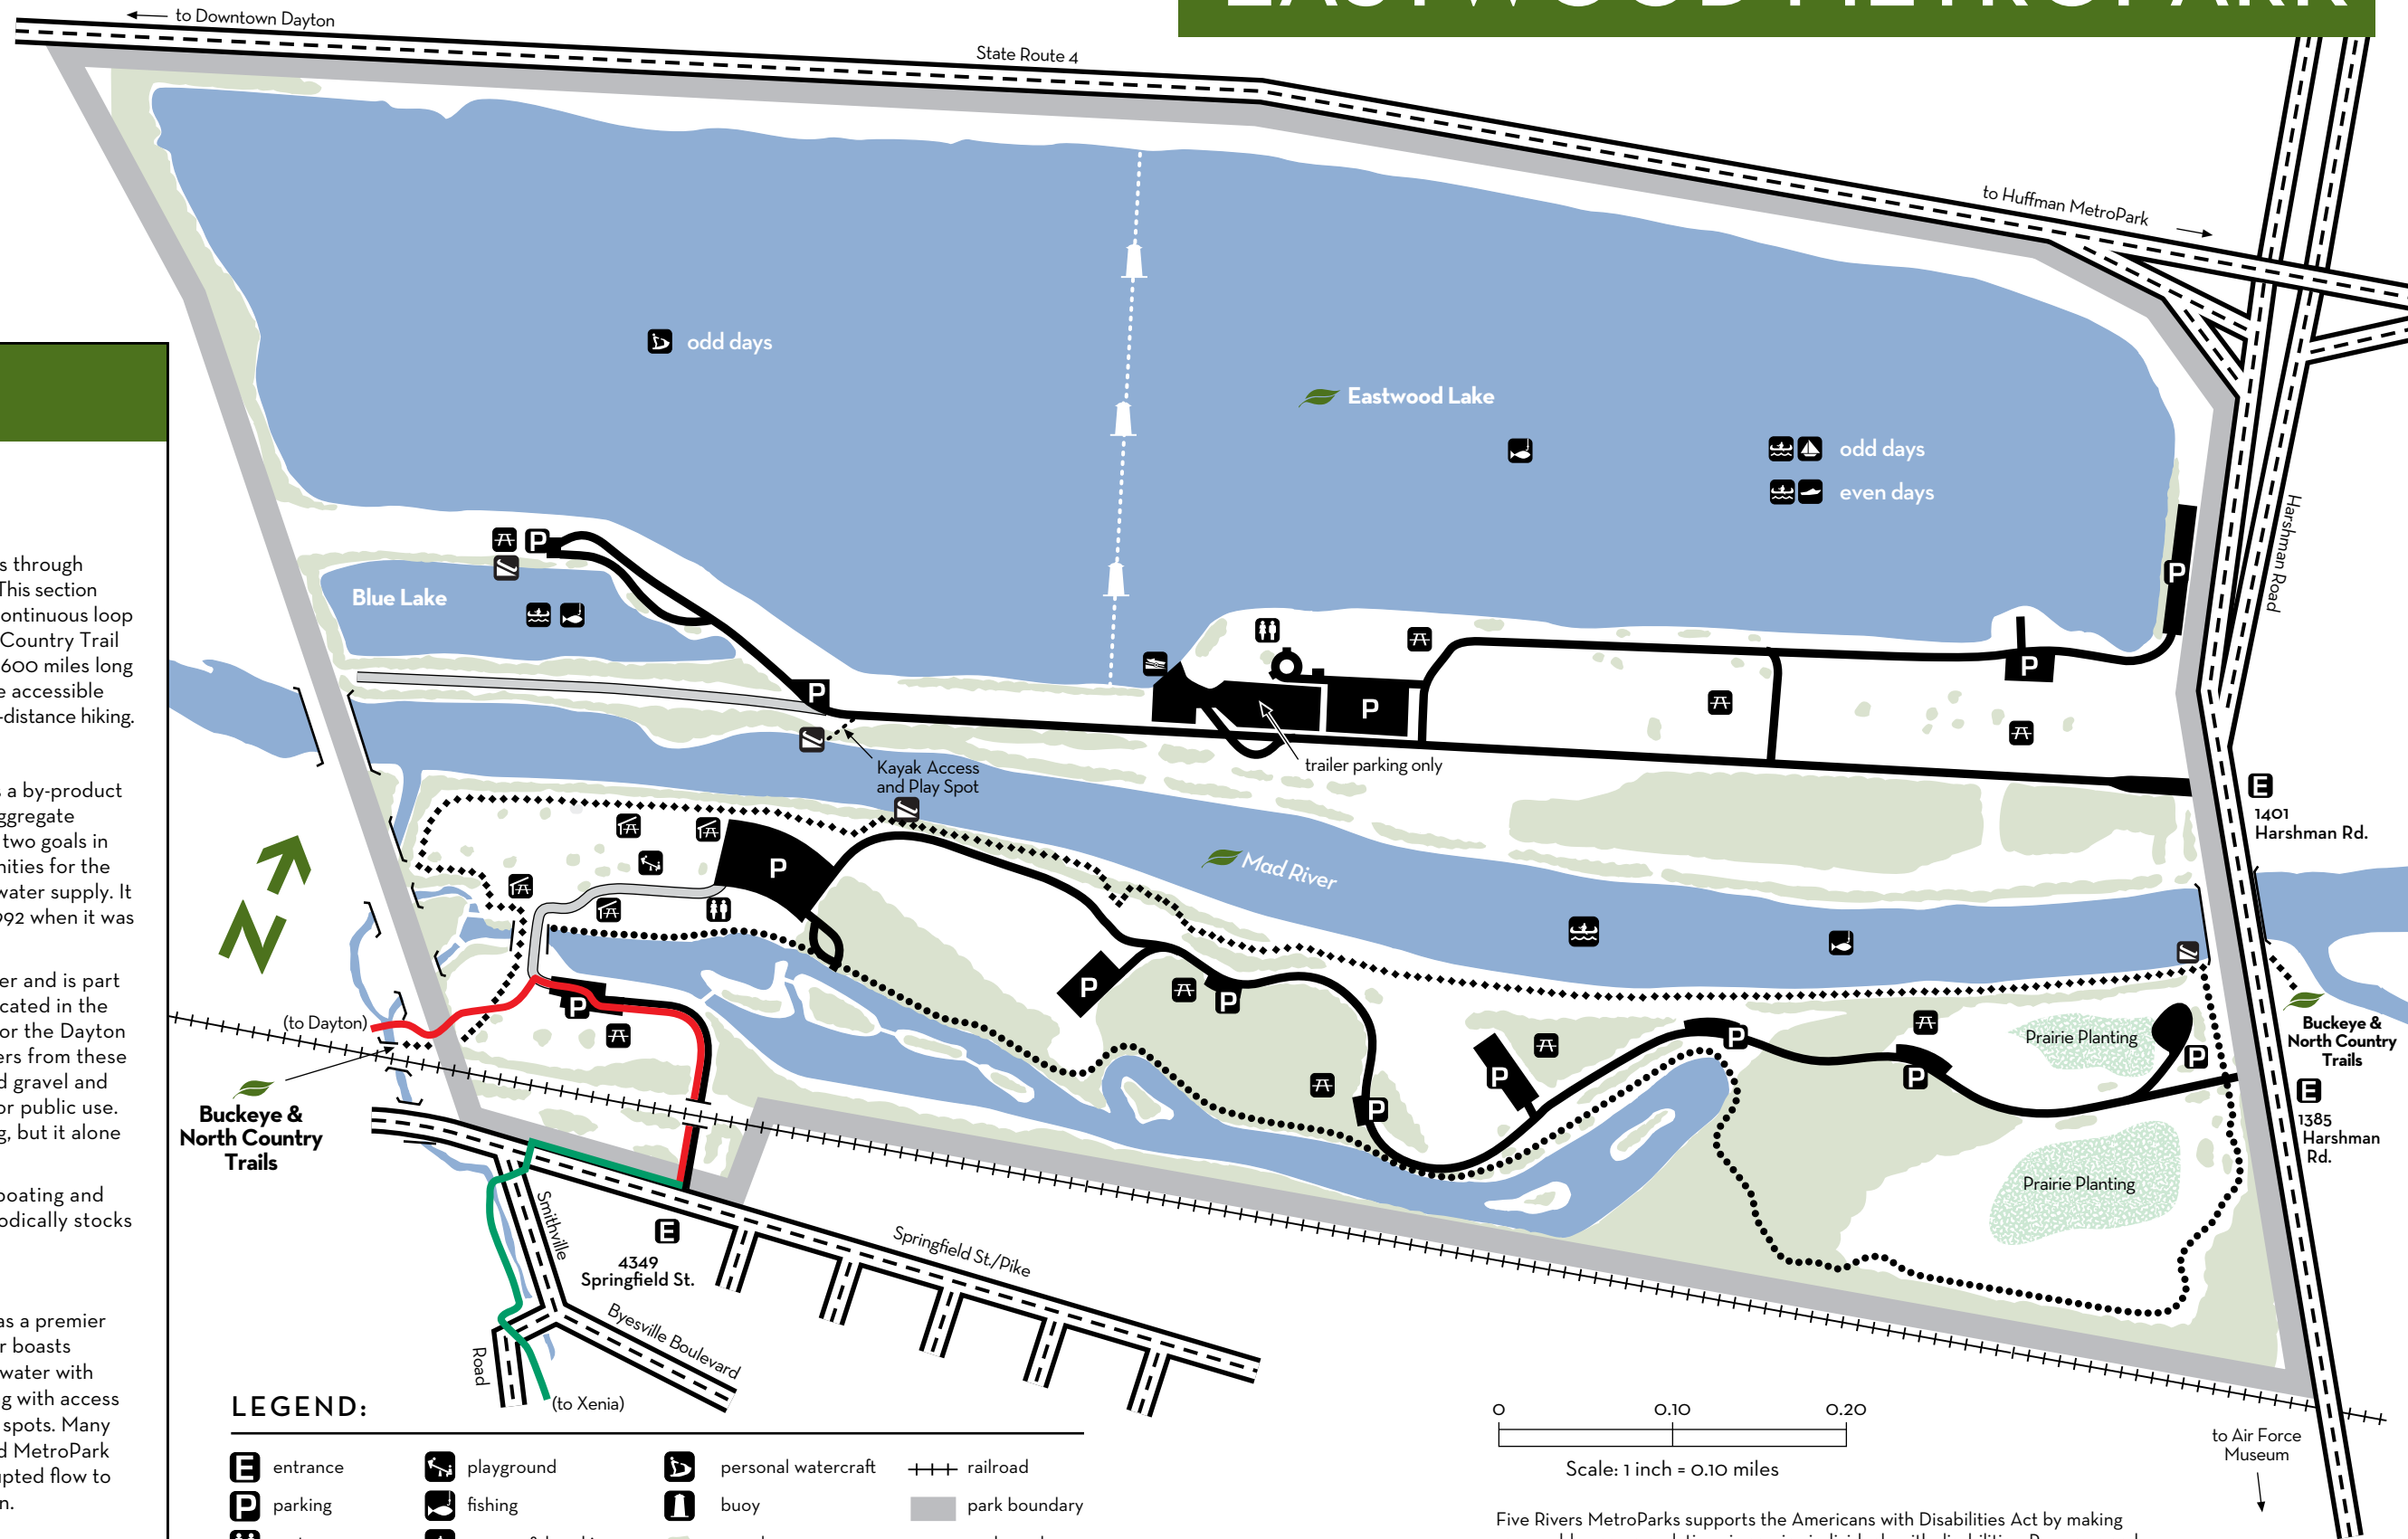 EASTWOOD METROPARK
to Downtown Dayton
State Route 4
to Huffman MetroPark
odd days
Eastwood Lake
odd days
even days
Harshman Road
s through
This section
ontinuous loop
Country Trail
600 miles long
e accessible
-distance hiking.
s a by-product
ggregate
two goals in
nities for the
water supply. It
992 when it was
er and is part
cated in the
or the Dayton
ers from these
d gravel and
or public use.
g, but it alone
boating and
odically stocks
as a premier
r boasts
water with
g with access
spots. Many
d MetroPark
upted flow to
n.
P
Blue Lake
P
P
P
P
Kayak Access
and Play Spot
trailer parking only
E
1401
Harshman Rd.
P
Mad River
N
P
P
P
(to Dayton)
Buckeye &
North Country
Trails
P
P
P
P
Prairie Planting
P
Buckeye &
North Country
Trails
E
1385
Harshman
Rd.
Prairie Planting
Smithville
E
4349
Springfield St.
Springfield St./Pike
Byesville Boulevard
Road
(to Xenia)
LEGEND:
E entrance
playground
personal watercraft
railroad
P parking
fishing
buoy
park boundary
0 0.10 0.20
Scale: 1 inch = 0.10 miles
to Air Force
Museum
Five Rivers MetroParks supports the Americans with Disabilities Act by making